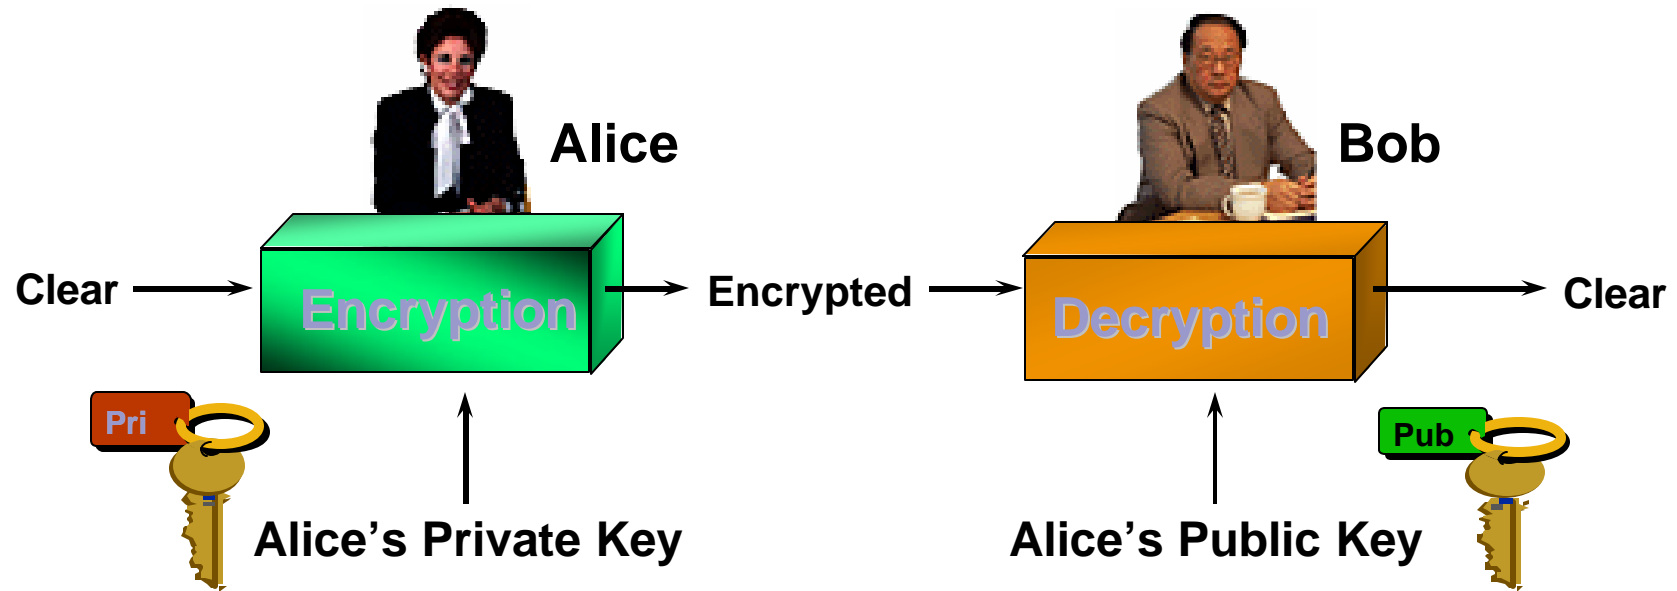 Alice
Bob
Clear
Encryption
Encrypted
Decryption
Clear
Pri
Pub
Alice’s Private Key
Alice’s Public Key